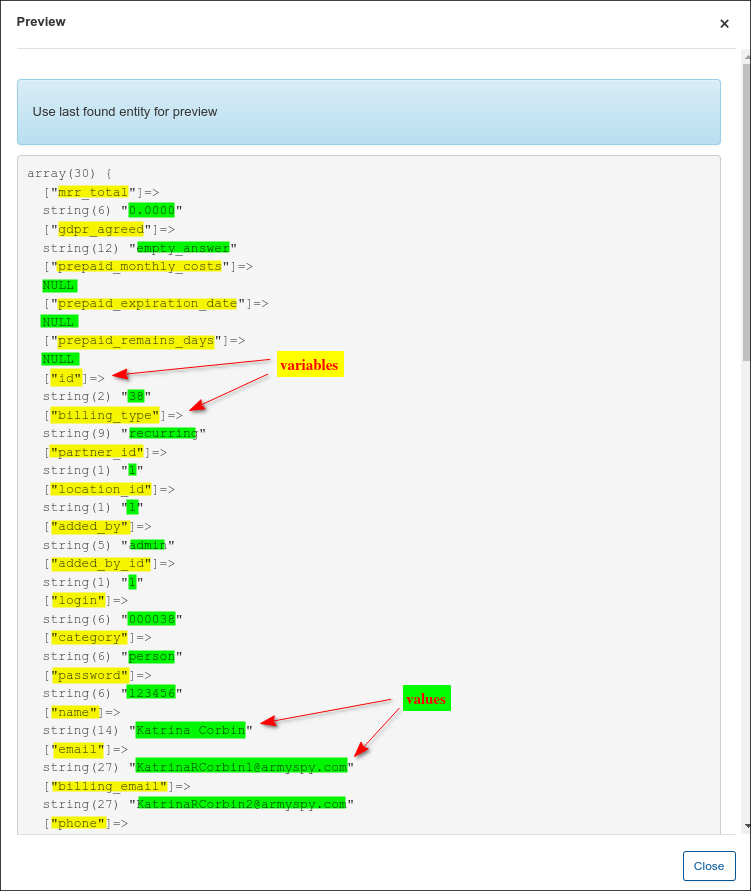 Preview
×
Use last found entity for preview
array(30) {
["mrr_total"]=>
string(6) "0.0000"
["gdpr_agreed"]=>
string(12) "empty_answer"
["prepaid_monthly_costs"]=>
NULL
["prepaid_expiration_date"]=>
NULL
["prepaid_remains_days"]=>
NULL
variables
["id"]=>
string(2) "38"
["billing_type"]=>
string(9) "recurring"
["partner_id"]=>
string(1) "1"
["location_id"]=>
string(1) "1"
["added_by"]=>
string(5) "admin"
["added_by_id"]=>
string(1) "1"
["login"]=>
string(6) "000038"
["category"]=>
string(6) "person"
["password"]=>
string(6) "123456"
values
["name"]=>
string(14) "Katrina Corbin"
["email"]=>
string(27) "KatrinaRCorbin1@armyspy.com"
["billing_email"]=>
string(27) "KatrinaRCorbin2@armyspy.com"
["phone"]=>
Close